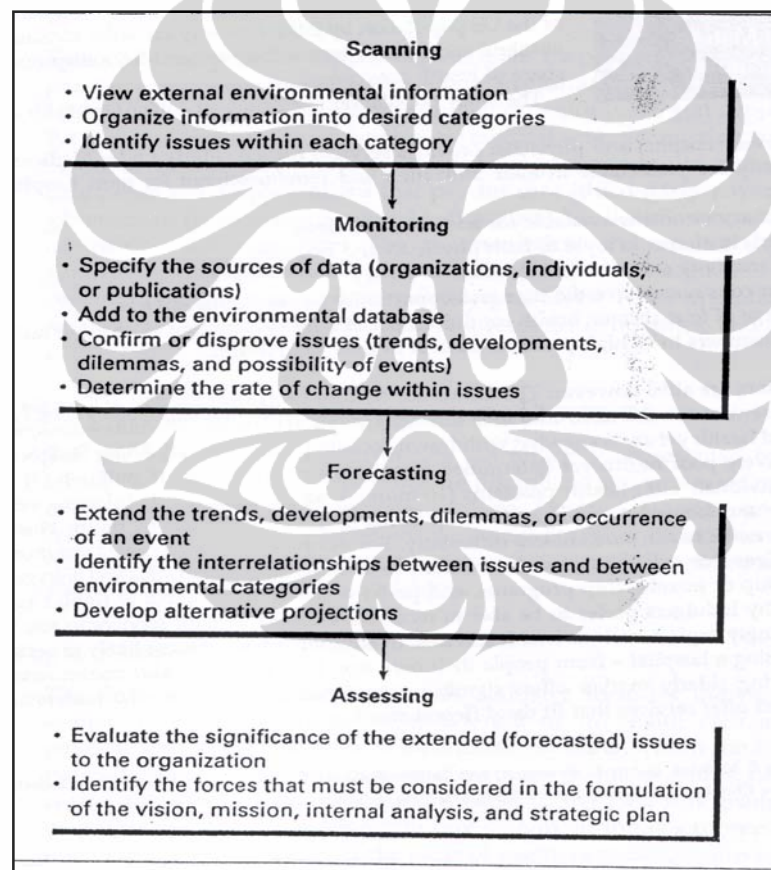 Scanning
• View external environmental information
• Organize information into desired categories
• Identify issues within each category
Monitoring
• Specify the sources of data (organizations, individuals,
or publications)
• Add to the environmental database
• Confirm or disprove issues (trends, developments,
dilemmas, and possibility of events)
• Determine the rate of change within issues
Forecasting
• Extend the trends, developments, dilemmas, or occurrence
of an event
• Identify the interrelationships between issues and between
environmental categories
• Develop alternative projections
Assessing
• Evaluate the significance of the extended (forecasted) issues
to the organization
• Identify the forces that must be considered in the formulation
of the vision, mission, internal analysis, and strategic plan